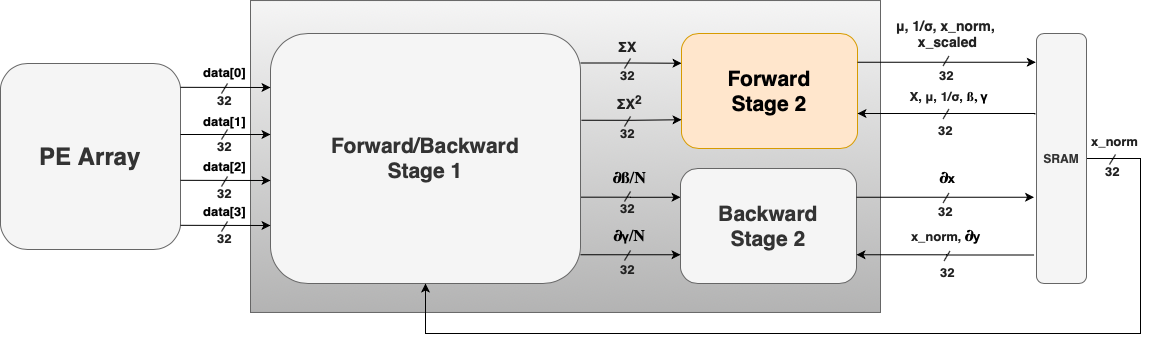 PE Array
data[0]
32
data[1]
32
data[2]
32
data[3]
32
Forward/Backward
Stage 1
ΣX
32
ΣX²
32
∂ß/N
32
∂γ/N
32
Forward
Stage 2
Backward
Stage 2
μ, 1/σ, x_norm,
x_scaled
32
X, μ, 1/σ, ß, γ
32
∂x
32
x_norm, ∂y
32
SRAM
x_norm
32